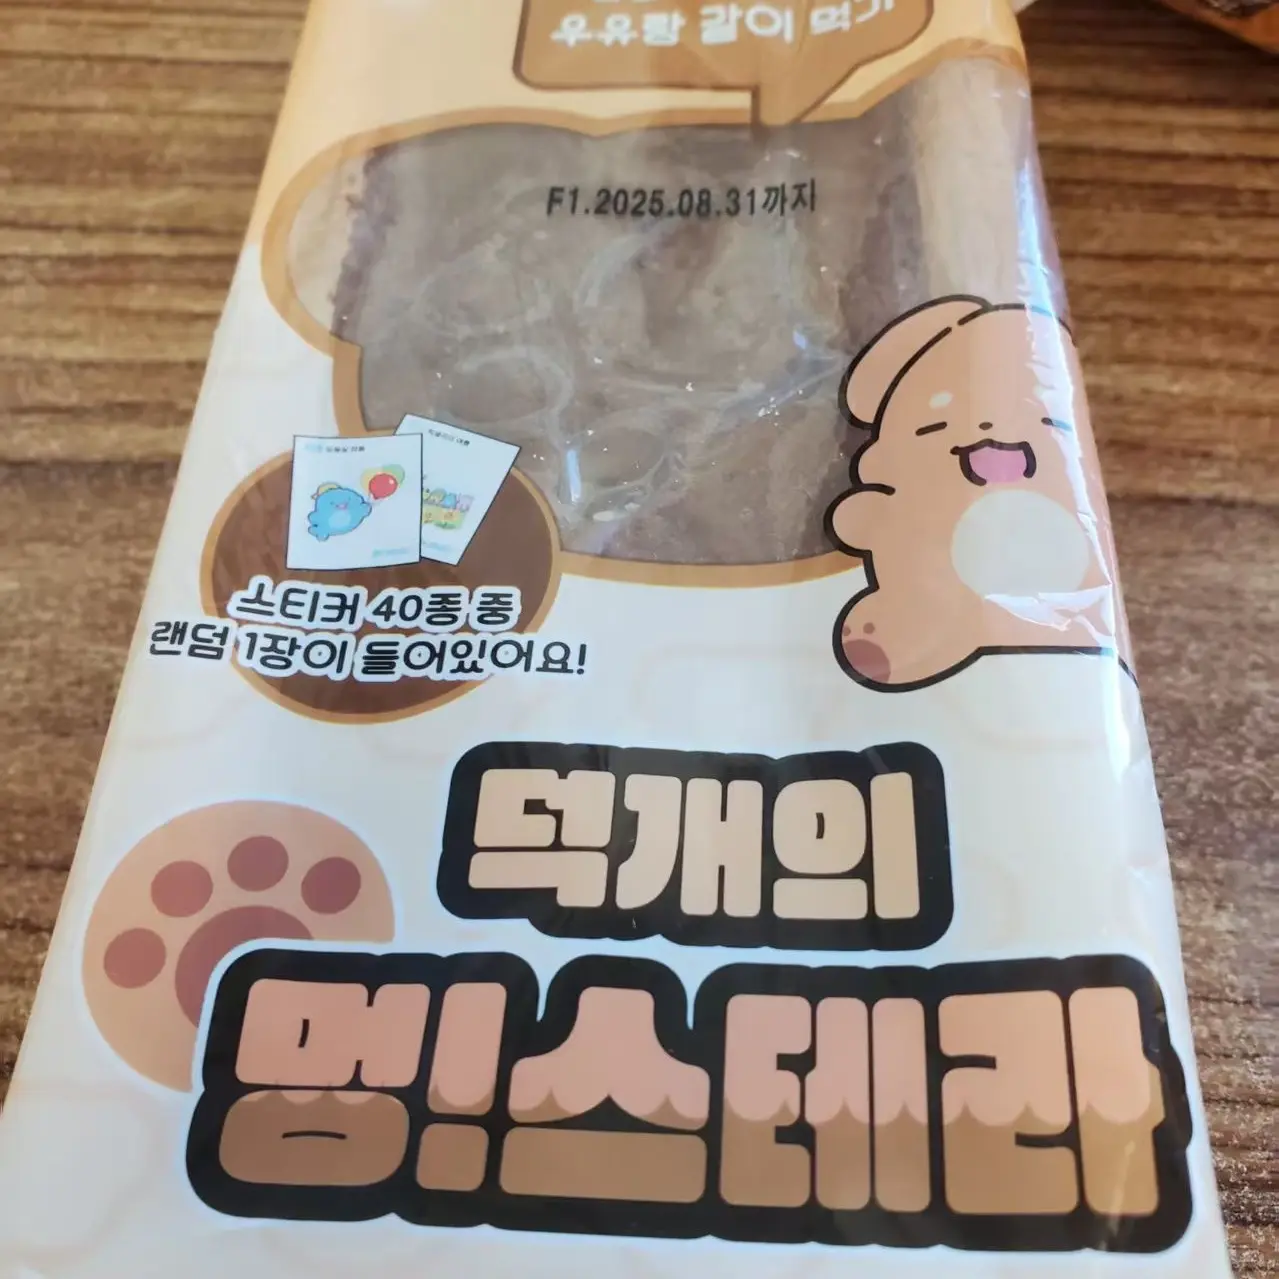 우유랑 같이 먹기
F1.2025.08.31까지
스티커 40종 중
랜덤 1장이 들어있어요!
덕개의
멍!스테라